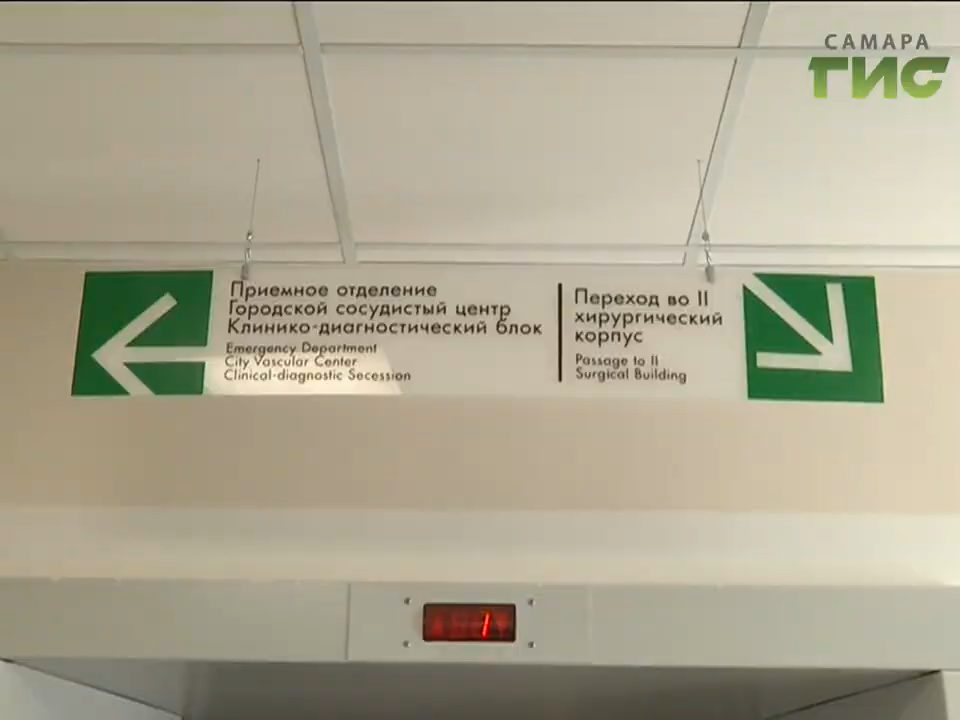 САМАРА
ГИС
Приемное отделение
Городской сосудистый центр
Клинико-диагностический блок
Emergency Department
City Vascular Center
Clinical-diagnostic Secession
Переход во II
хирургический
корпус
Passage to II
Surgical Building
1